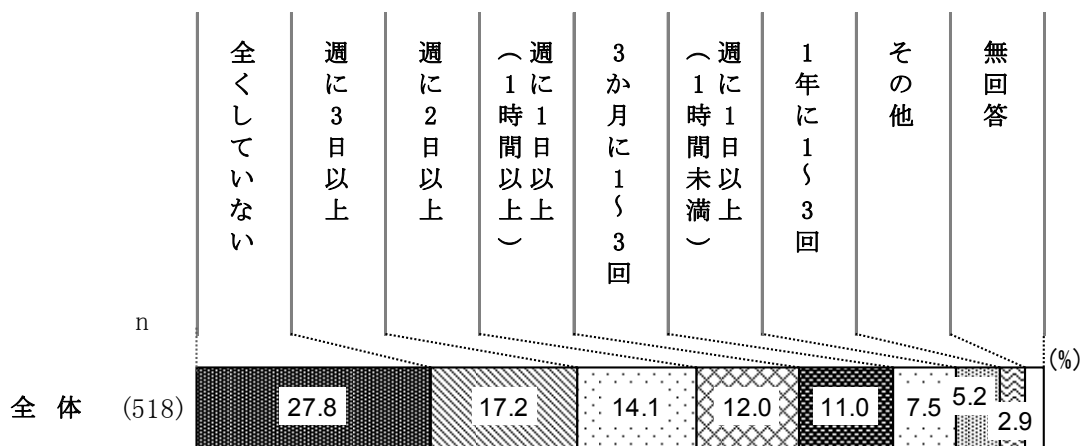 全くしていない
週に3日以上
週に2日以上
週に1日以上
(1時間以上)
3か月に1～3回
週に1日以上
(1時間未満)
1年に1～3回
その他
無回答
n
(%)
全 体 (518) 27.8 17.2 14.1 12.0 11.0 7.5 5.2 2.9